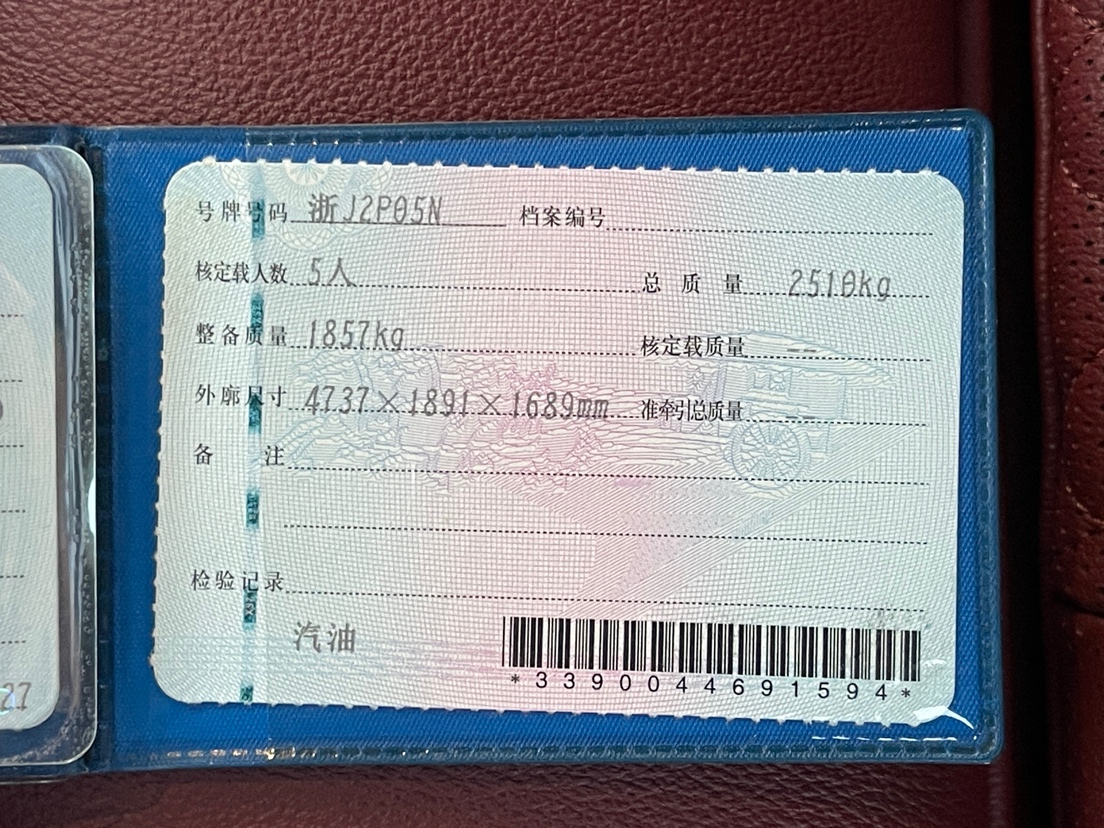 号牌号码 浙J2P05N 档案编号
核定载人数 5人 总质量 2510kg
整备质量 1857kg 核定载质量 --
外廓尺寸 4737×1891×1689mm 准牵引总质量 --
备注
检验记录
汽油
*3390044691594*
27